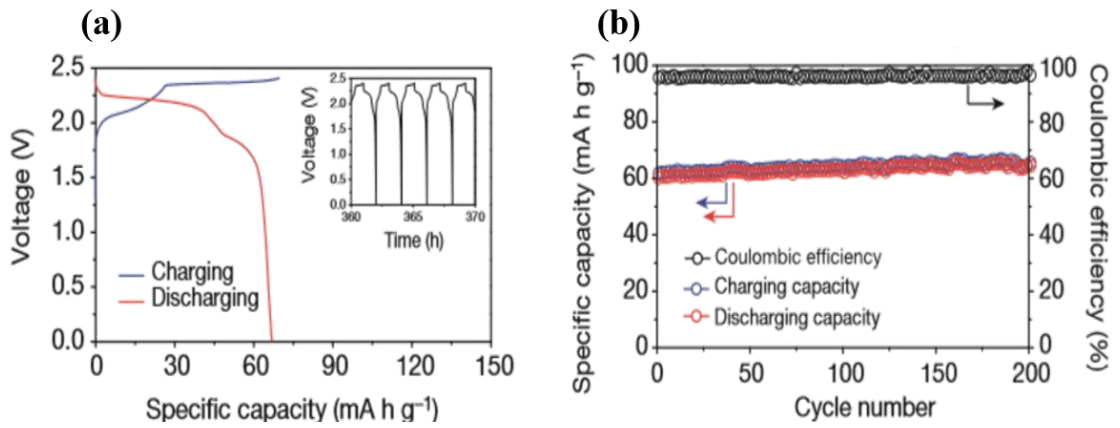 (a)
Voltage (V)
2.5
2.0
1.5
1.0
0.5
0.0
0 30 60 90 120 150
Specific capacity (mA h g⁻¹)
Charging
Discharging
Voltage (V)
2.5
2.0
1.5
1.0
0.5
0.0
360 365 370
Time (h)
(b)
Specific capacity (mA h g⁻¹)
100
80
60
40
20
0
0 50 100 150 200
Cycle number
Coulombic efficiency
Charging capacity
Discharging capacity
100
80
60
40
20
0
Coulombic efficiency (%)